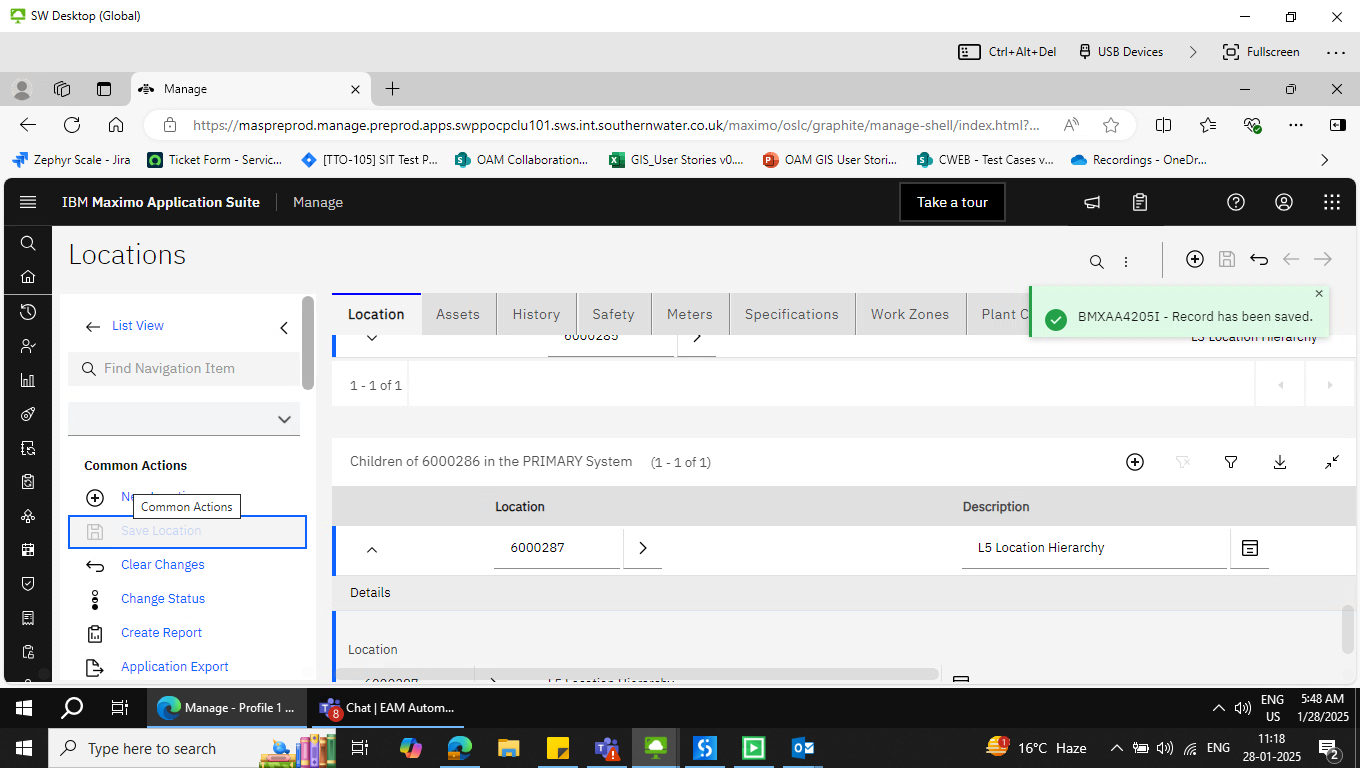 SW Desktop (Global)
Ctrl+Alt+Del
USB Devices
Fullscreen
Manage
https://maspreprod.manage.preprod.apps.swppocpclu101.sws.int.southernwater.co.uk/maximo/oslc/graphite/manage-shell/index.html?...
Zephyr Scale - Jira
Ticket Form - Servic...
[TTO-105] SIT Test P...
OAM Collaboration...
GIS_User Stories v0....
OAM GIS User Stori...
CWEB - Test Cases v...
Recordings - OneDr...
IBM Maximo Application Suite
Manage
Take a tour
Locations
List View
Find Navigation Item
Common Actions
Common Actions
Save Location
Clear Changes
Change Status
Create Report
Application Export
Location
Assets
History
Safety
Meters
Specifications
Work Zones
Plant C
BMXAA4205I - Record has been saved.
6000285
L3 Location Hierarchy
1 - 1 of 1
Children of 6000286 in the PRIMARY System
(1 - 1 of 1)
Location
Description
6000287
L5 Location Hierarchy
Details
Location
6000287
L5 Location Hierarchy
Manage - Profile 1 ...
8
Chat | EAM Autom...
ENG
US
5:48 AM
1/28/2025
Type here to search
1
16°C Haze
ENG
11:18
28-01-2025
2